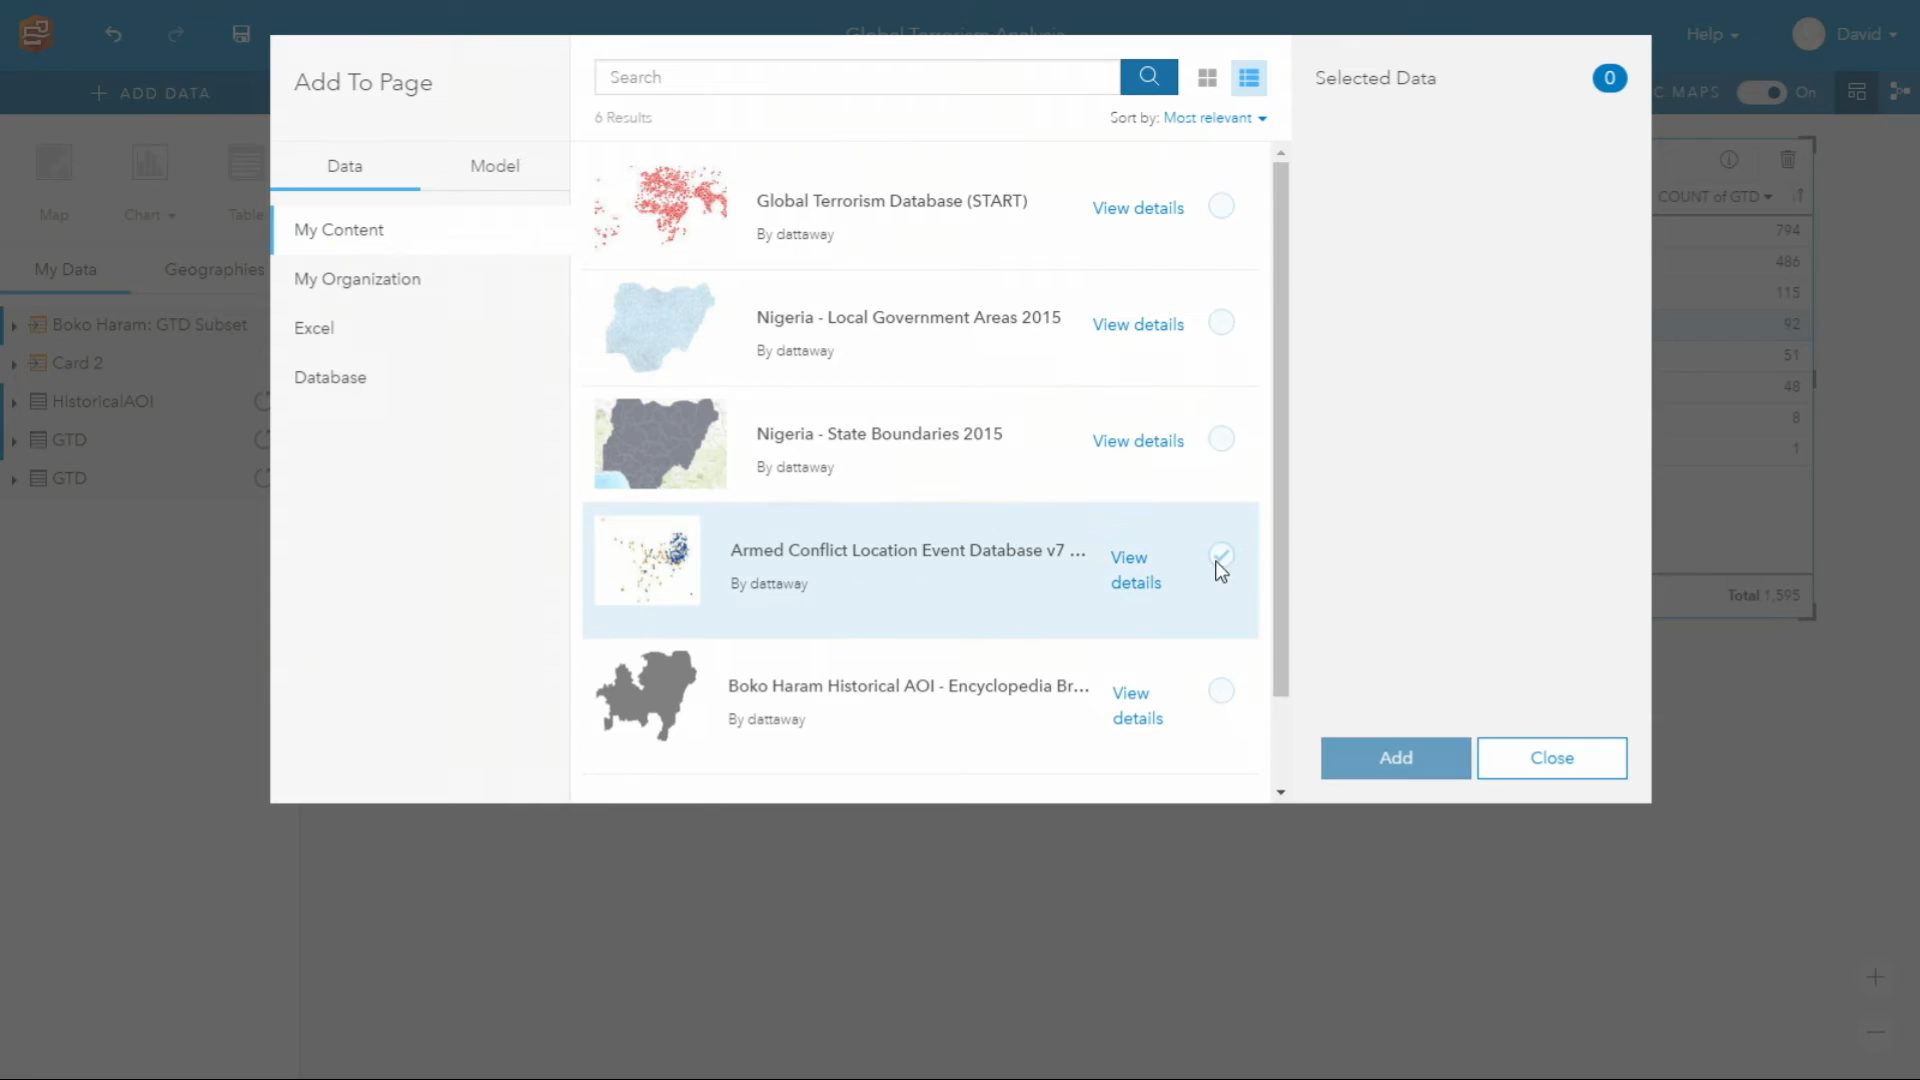 Global Terrorism Analysis
Help
David
ADD DATA
C MAPS
On
Map
Chart
Table
My Data
Geographies
Boko Haram: GTD Subset
Card 2
HistoricalAOI
GTD
GTD
Add To Page
Data
Model
My Content
My Organization
Excel
Database
Search
6 Results
Sort by: Most relevant
Global Terrorism Database (START)
By dattaway
View details
Nigeria - Local Government Areas 2015
By dattaway
View details
Nigeria - State Boundaries 2015
By dattaway
View details
Armed Conflict Location Event Database v7 ...
By dattaway
View
details
Boko Haram Historical AOI - Encyclopedia Br...
By dattaway
View
details
Selected Data
0
Add
Close
COUNT of GTD
794
486
115
92
51
48
8
1
Total 1,595